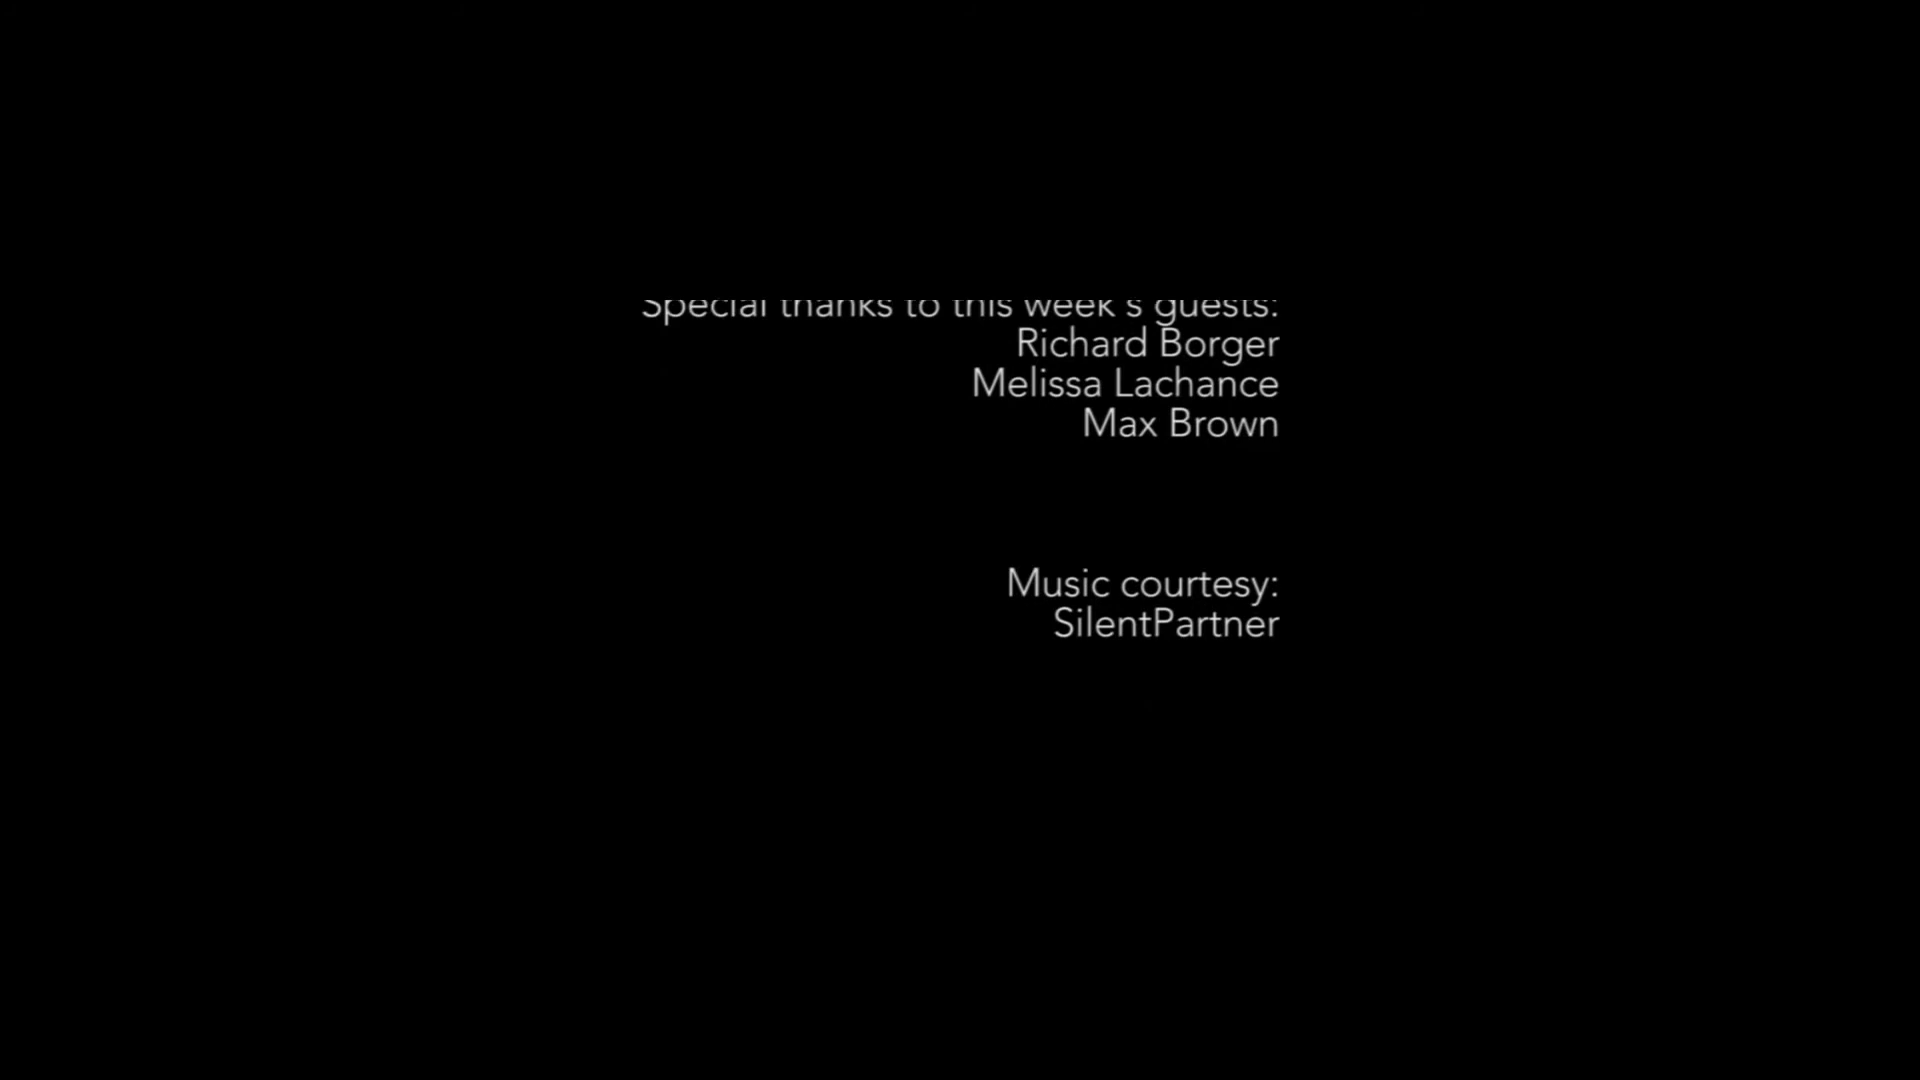 Special thanks to this week's guests:
Richard Borger
Melissa Lachance
Max Brown
Music courtesy:
SilentPartner